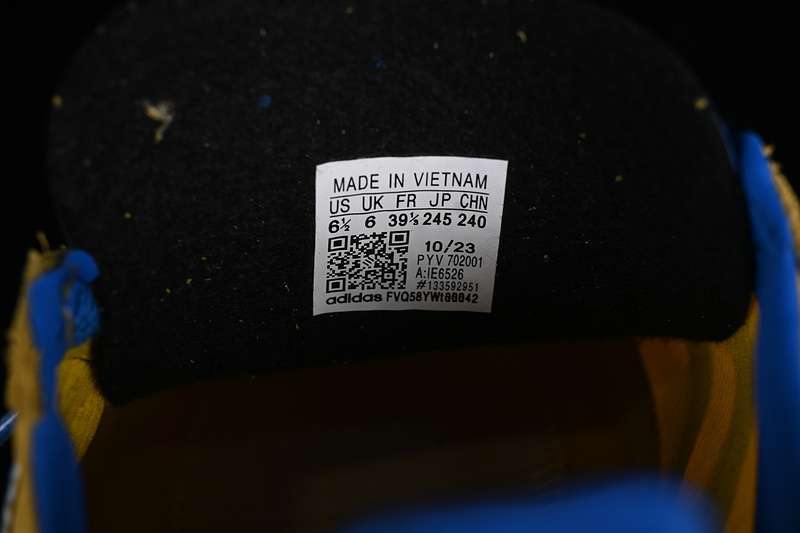 MADE IN VIETNAM
US UK FR JP CHN
6½ 6 39⅓ 245 240
10/23
PYV 702001
A:IE6526
#133592951
adidas FVQ58YWt00042